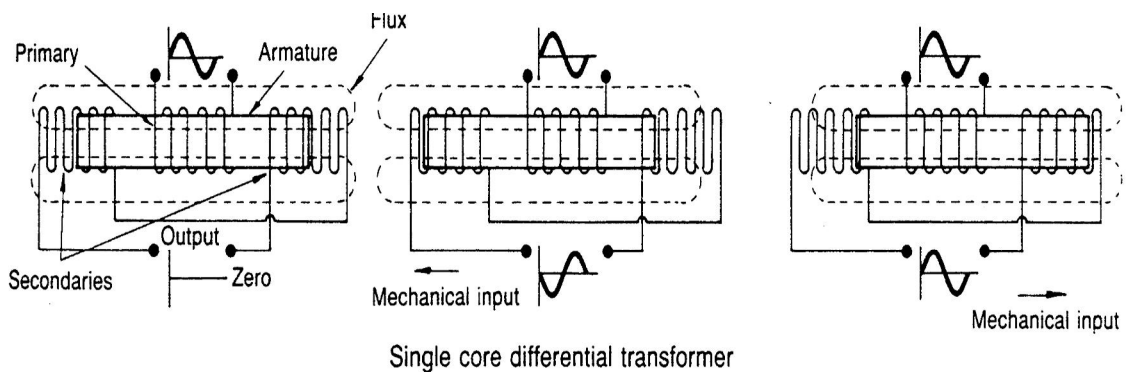 Flux
Primary
Armature
Output
Secondaries
Zero
Mechanical input
Mechanical input
Single core differential transformer